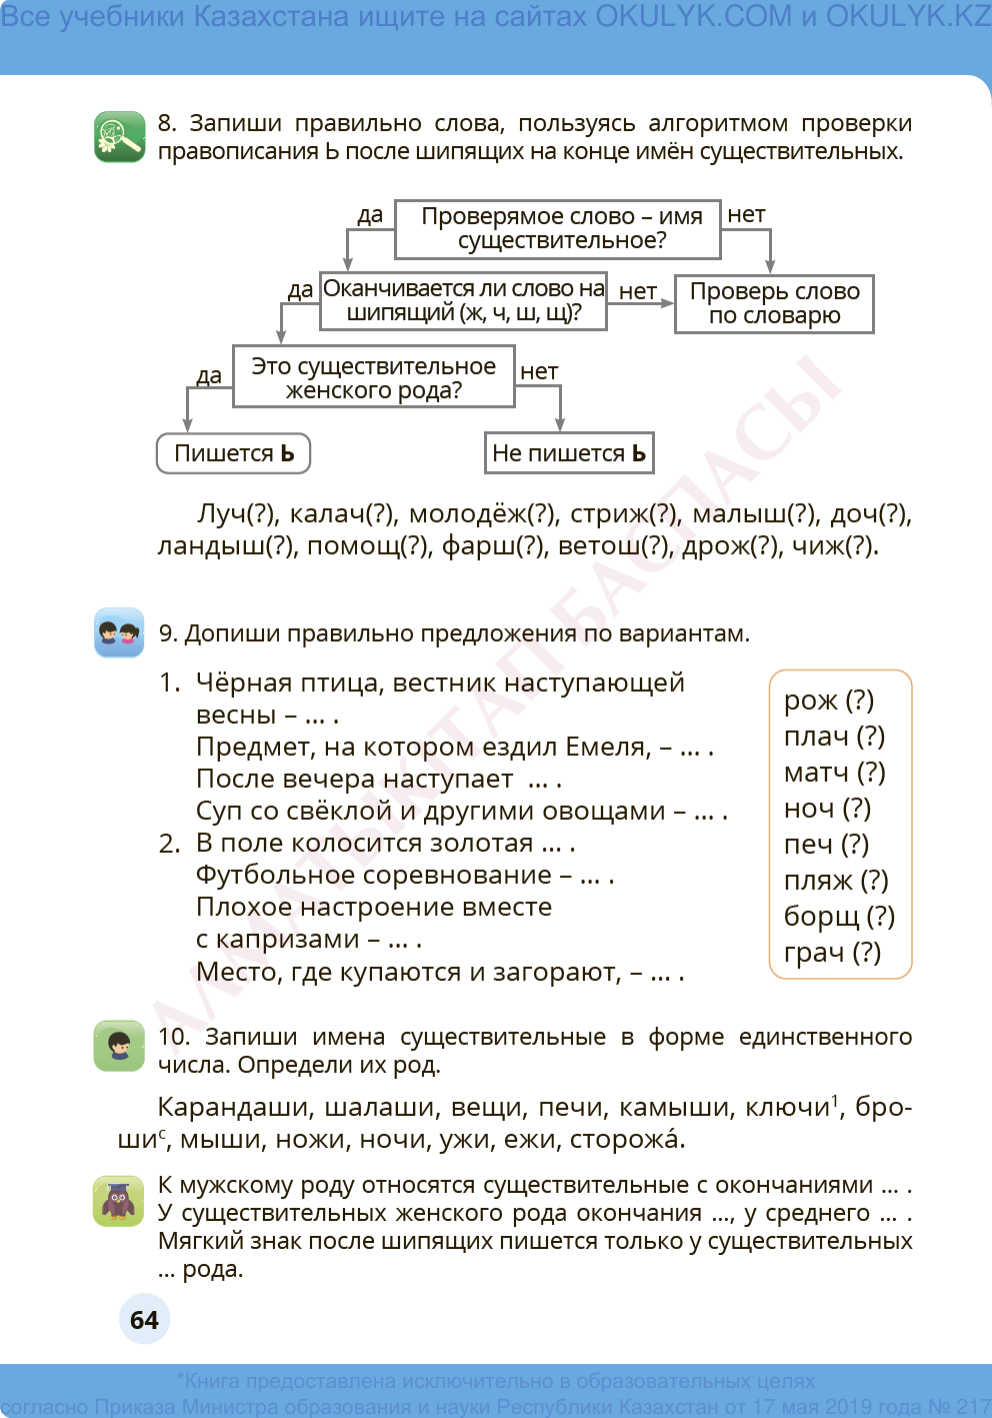 Все учебники Казахстана ищите на сайтах OKULYK.COM и OKULYK.KZ
8. Запиши правильно слова, пользуясь алгоритмом проверки
правописания Ь после шипящих на конце имён существительных.
да
Проверямое слово – имя
существительное?
нет
да
Оканчивается ли слово на
шипящий (ж, ч, ш, щ)?
нет
Проверь слово
по словарю
да
Это существительное
женского рода?
нет
Пишется Ь
Не пишется Ь
Луч(?), калач(?), молодёж(?), стриж(?), малыш(?), доч(?),
ландыш(?), помощ(?), фарш(?), ветош(?), дрож(?), чиж(?).
9. Допиши правильно предложения по вариантам.
1. Чёрная птица, вестник наступающей
весны – ... .
Предмет, на котором ездил Емеля, – ... .
После вечера наступает ... .
Суп со свёклой и другими овощами – ... .
2. В поле колосится золотая ... .
Футбольное соревнование – ... .
Плохое настроение вместе
с капризами – ... .
Место, где купаются и загорают, – ... .
рож (?)
плач (?)
матч (?)
ноч (?)
печ (?)
пляж (?)
борщ (?)
грач (?)
10. Запиши имена существительные в форме единственного
числа. Определи их род.
Карандаши, шалаши, вещи, печи, камыши, ключи¹, бро-
шиᶜ, мыши, ножи, ночи, ужи, ежи, сторожа́.
К мужскому роду относятся существительные с окончаниями ... .
У существительных женского рода окончания ..., у среднего ... .
Мягкий знак после шипящих пишется только у существительных
... рода.
64
АЛМАТЫКІТАП БАСПАСЫ
*Книга предоставлена исключительно в образовательных целях
согласно Приказа Министра образования и науки Республики Казахстан от 17 мая 2019 года № 217